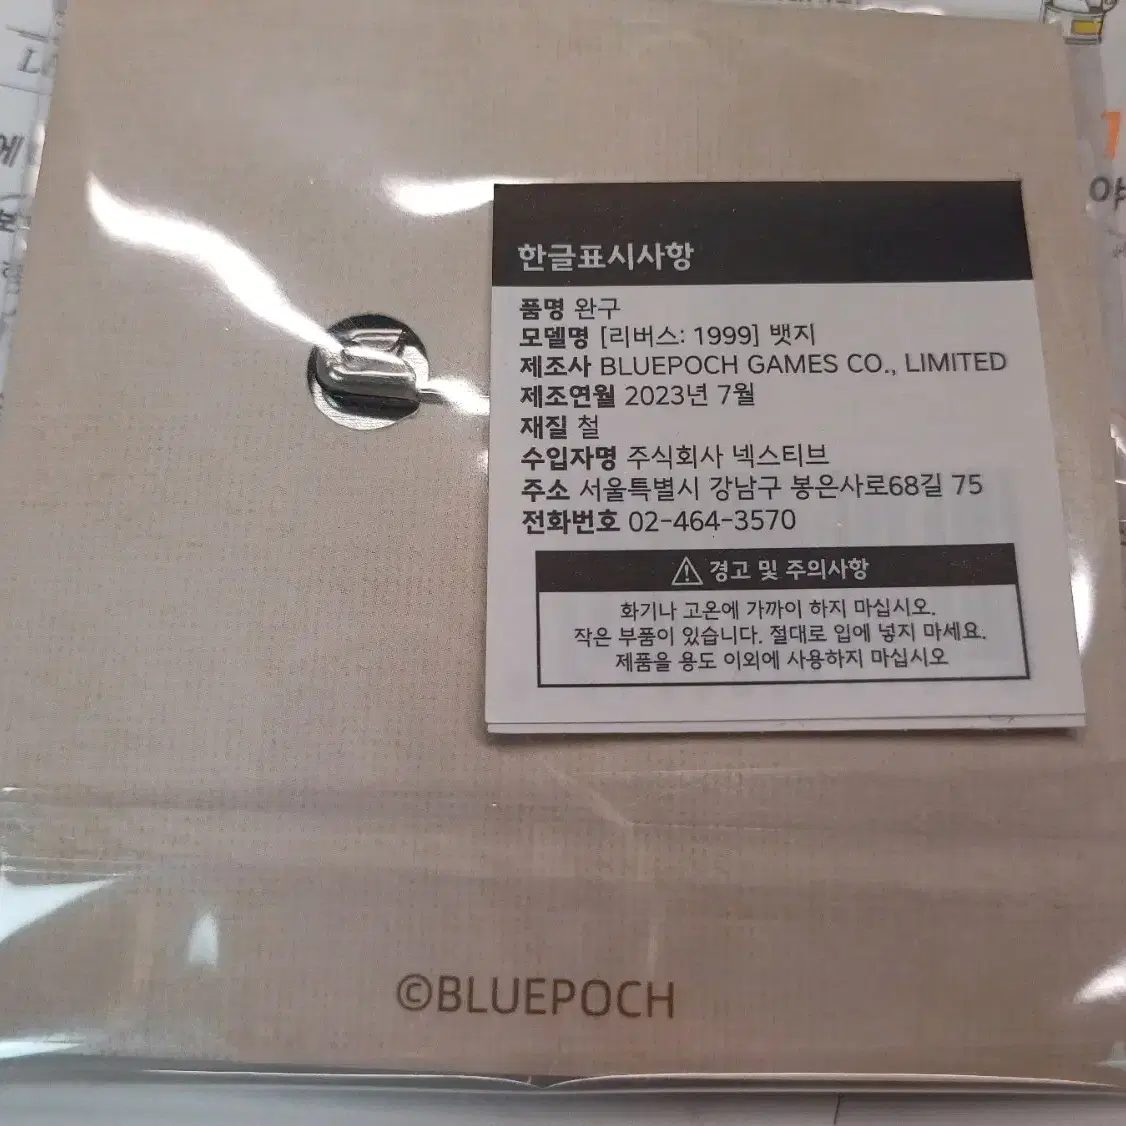 한글표시사항
품명 완구
모델명 [리버스: 1999] 뱃지
제조사 BLUEPOCH GAMES CO., LIMITED
제조연월 2023년 7월
재질 철
수입자명 주식회사 넥스티브
주소 서울특별시 강남구 봉은사로68길 75
전화번호 02-464-3570
경고 및 주의사항
화기나 고온에 가까이 하지 마십시오.
작은 부품이 있습니다. 절대로 입에 넣지 마세요.
제품을 용도 이외에 사용하지 마십시오
©BLUEPOCH